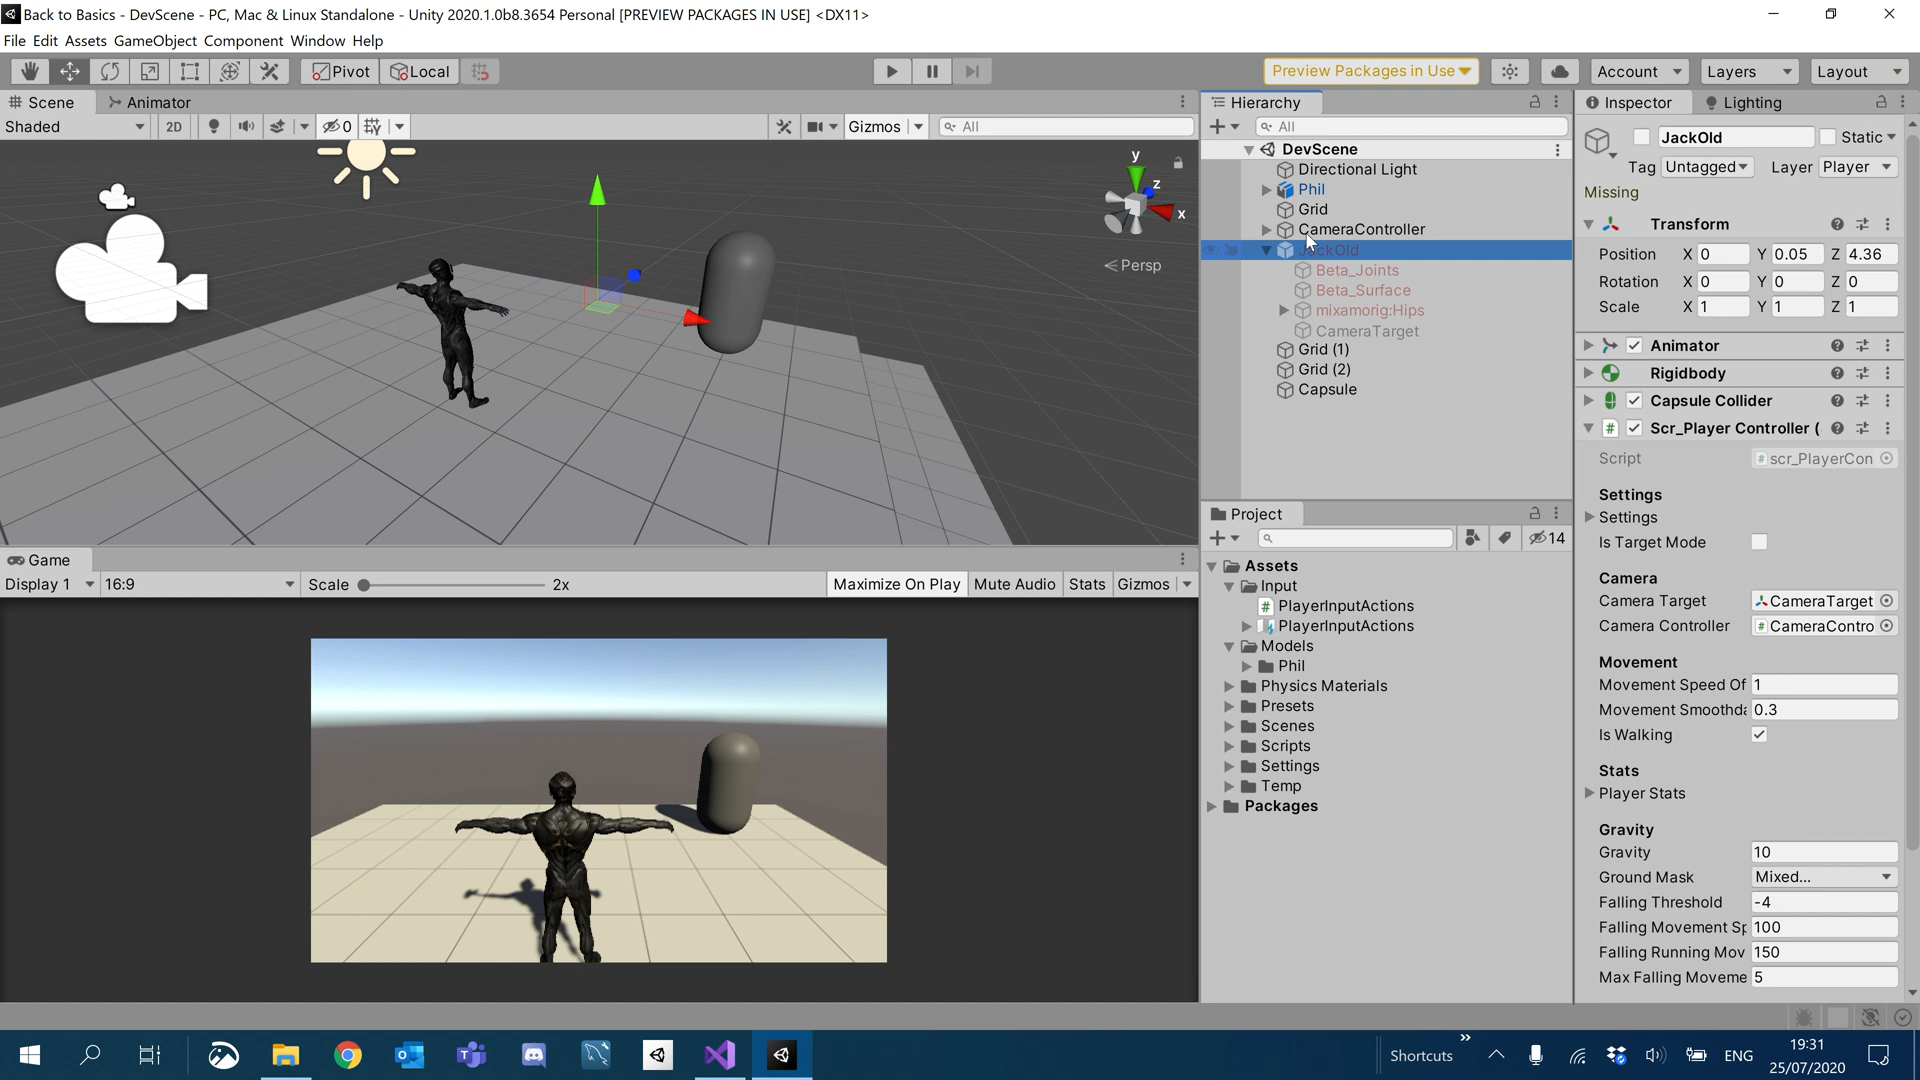 Back to Basics - DevScene - PC, Mac & Linux Standalone - Unity 2020.1.0b8.3654 Personal [PREVIEW PACKAGES IN USE] <DX11>
File Edit Assets GameObject Component Window Help
Pivot Local Preview Packages in Use Account Layers Layout
Scene Animator
Shaded 2D 0 Gizmos All
y
z
x
Persp
Game
Display 1 16:9 Scale 2x Maximize On Play Mute Audio Stats Gizmos
Hierarchy
All
DevScene
Directional Light
Phil
Grid
CameraController
JackOld
Beta_Joints
Beta_Surface
mixamorig:Hips
CameraTarget
Grid (1)
Grid (2)
Capsule
Project
14
Assets
Input
PlayerInputActions
PlayerInputActions
Models
Phil
Physics Materials
Presets
Scenes
Scripts
Settings
Temp
Packages
Inspector Lighting
JackOld Static
Tag Untagged Layer Player
Missing
Transform
Position X 0 Y 0.05 Z 4.36
Rotation X 0 Y 0 Z 0
Scale X 1 Y 1 Z 1
Animator
Rigidbody
Capsule Collider
# Scr_Player Controller (
Script # scr_PlayerCon
Settings
Settings
Is Target Mode
Camera
Camera Target CameraTarget
Camera Controller # CameraContro
Movement
Movement Speed Of 1
Movement Smoothda 0.3
Is Walking
Stats
Player Stats
Gravity
Gravity 10
Ground Mask Mixed...
Falling Threshold -4
Falling Movement Sp 100
Falling Running Mov 150
Max Falling Moveme 5
Shortcuts ENG
19:31
25/07/2020